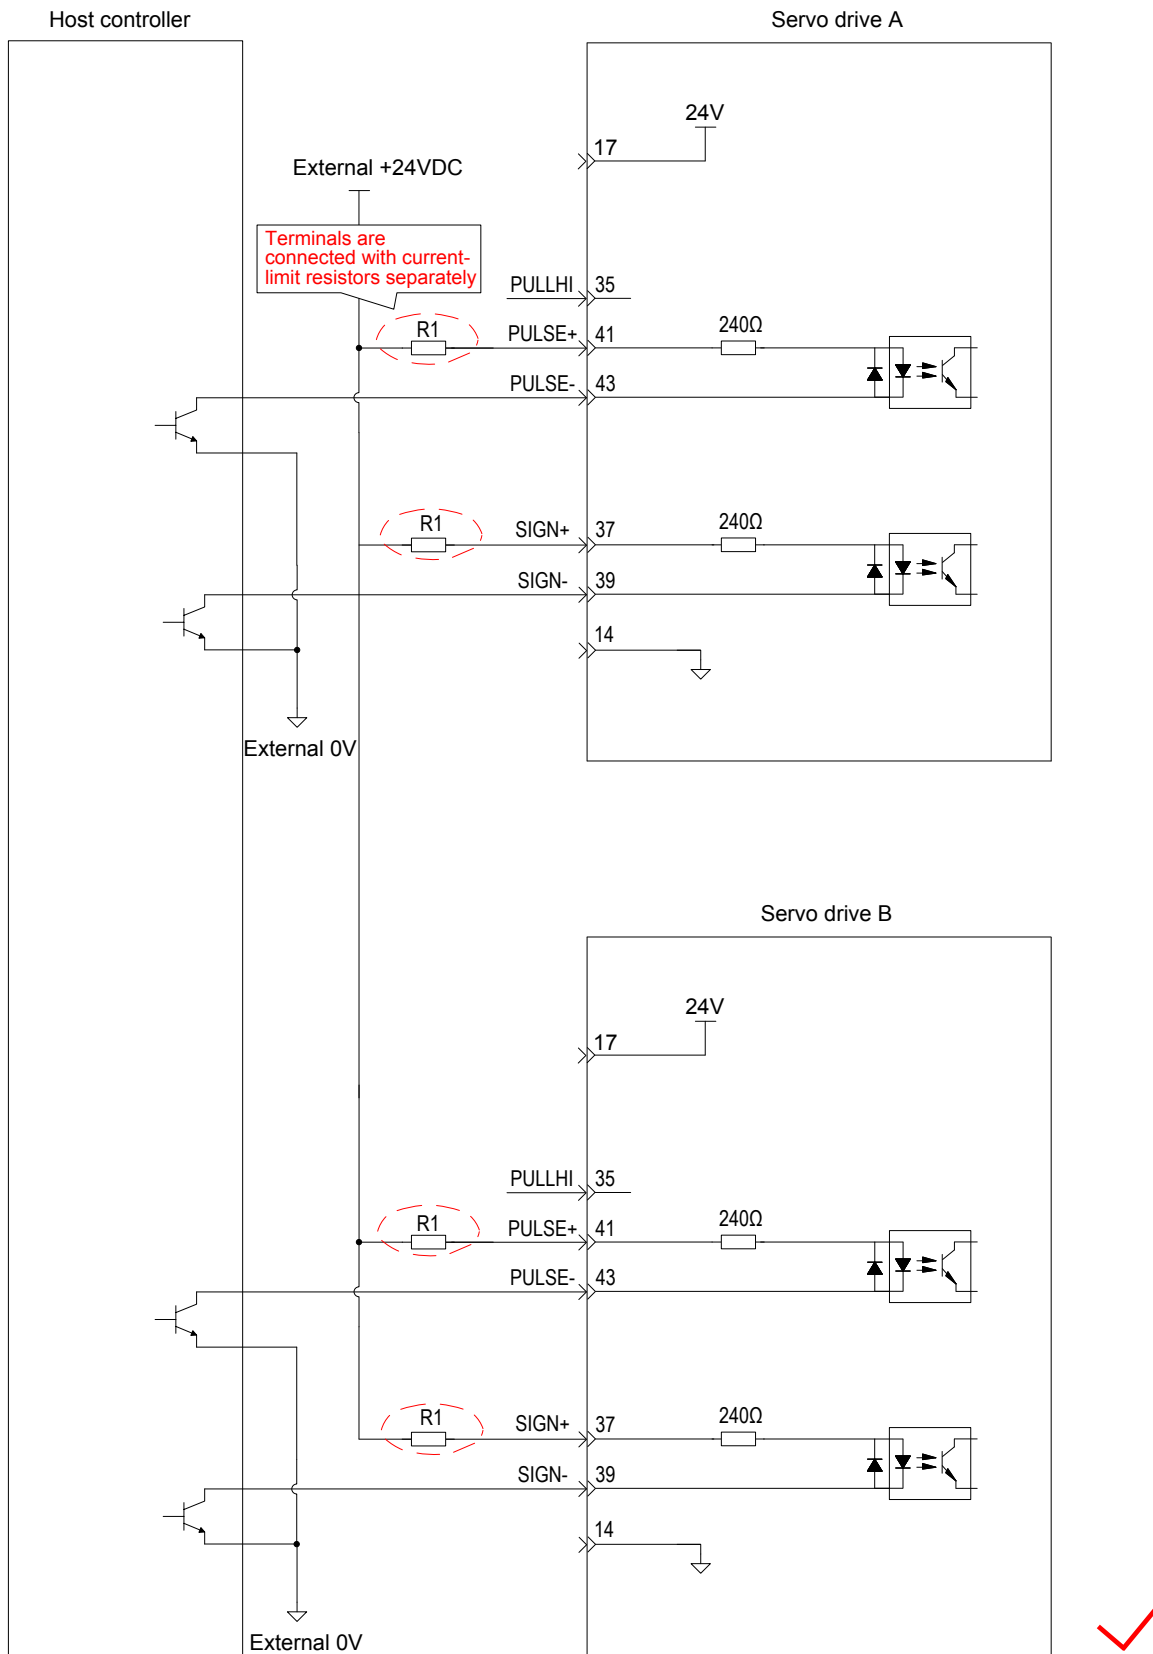 Host controller
Servo drive A
24V
17
External +24VDC
Terminals are
connected with current-
limit resistors separately
PULLHI
35
R1
PULSE+
41
240Ω
PULSE-
43
R1
SIGN+
37
240Ω
SIGN-
39
14
External 0V
Servo drive B
24V
17
PULLHI
35
R1
PULSE+
41
240Ω
PULSE-
43
R1
SIGN+
37
240Ω
SIGN-
39
14
External 0V